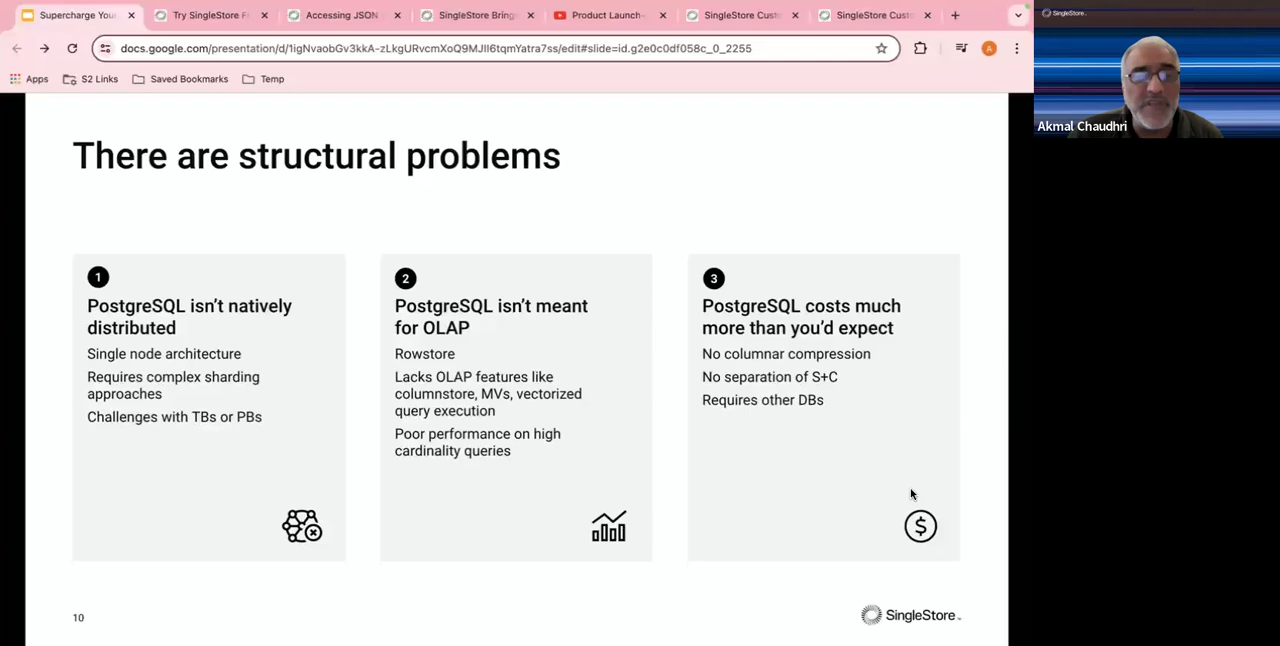 Supercharge You
Try SingleStore F
Accessing JSON
SingleStore Bring
Product Launch
SingleStore Cust
SingleStore Cust
docs.google.com/presentation/d/1igNvaobGv3kkA-zLkgURvcmXoQ9MJlI6tqmYatra7ss/edit#slide=id.g2e0c0df058c_0_2255
A
Apps
S2 Links
Saved Bookmarks
Temp
SingleStore
Akmal Chaudhri
There are structural problems
1
PostgreSQL isn’t natively
distributed
Single node architecture
Requires complex sharding
approaches
Challenges with TBs or PBs
2
PostgreSQL isn’t meant
for OLAP
Rowstore
Lacks OLAP features like
columnstore, MVs, vectorized
query execution
Poor performance on high
cardinality queries
3
PostgreSQL costs much
more than you’d expect
No columnar compression
No separation of S+C
Requires other DBs
$
10
SingleStore